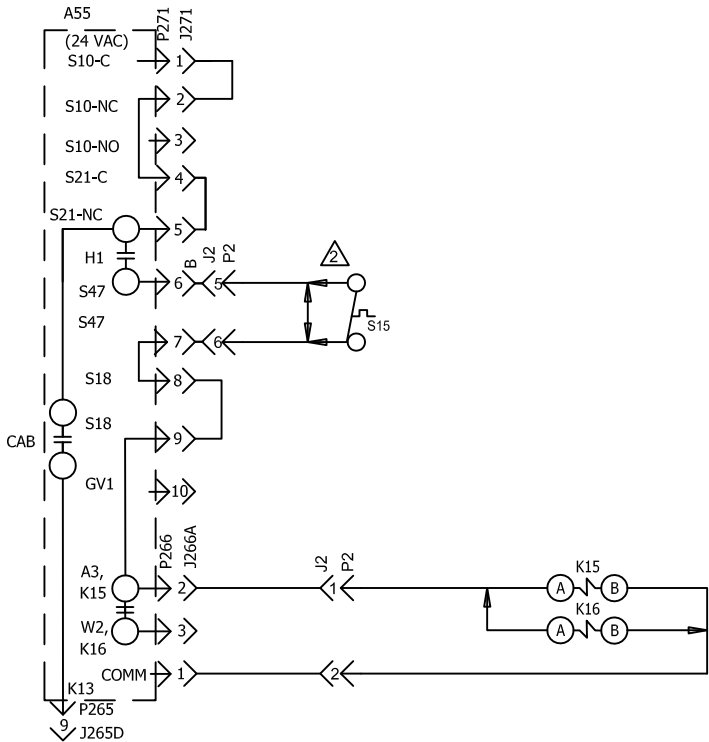 A55
(24 VAC)
P271
J271
S10-C
1
S10-NC
2
S10-NO
3
S21-C
4
S21-NC
5
H1
B
J2
P2
2
S47
6
5
S15
S47
7
6
S18
8
S18
9
CAB
GV1
10
P266
J266A
J2
P2
A3,
K15
2
1
K15
A
B
K16
A
B
W2,
K16
3
COMM
1
2
K13
P265
9
J265D